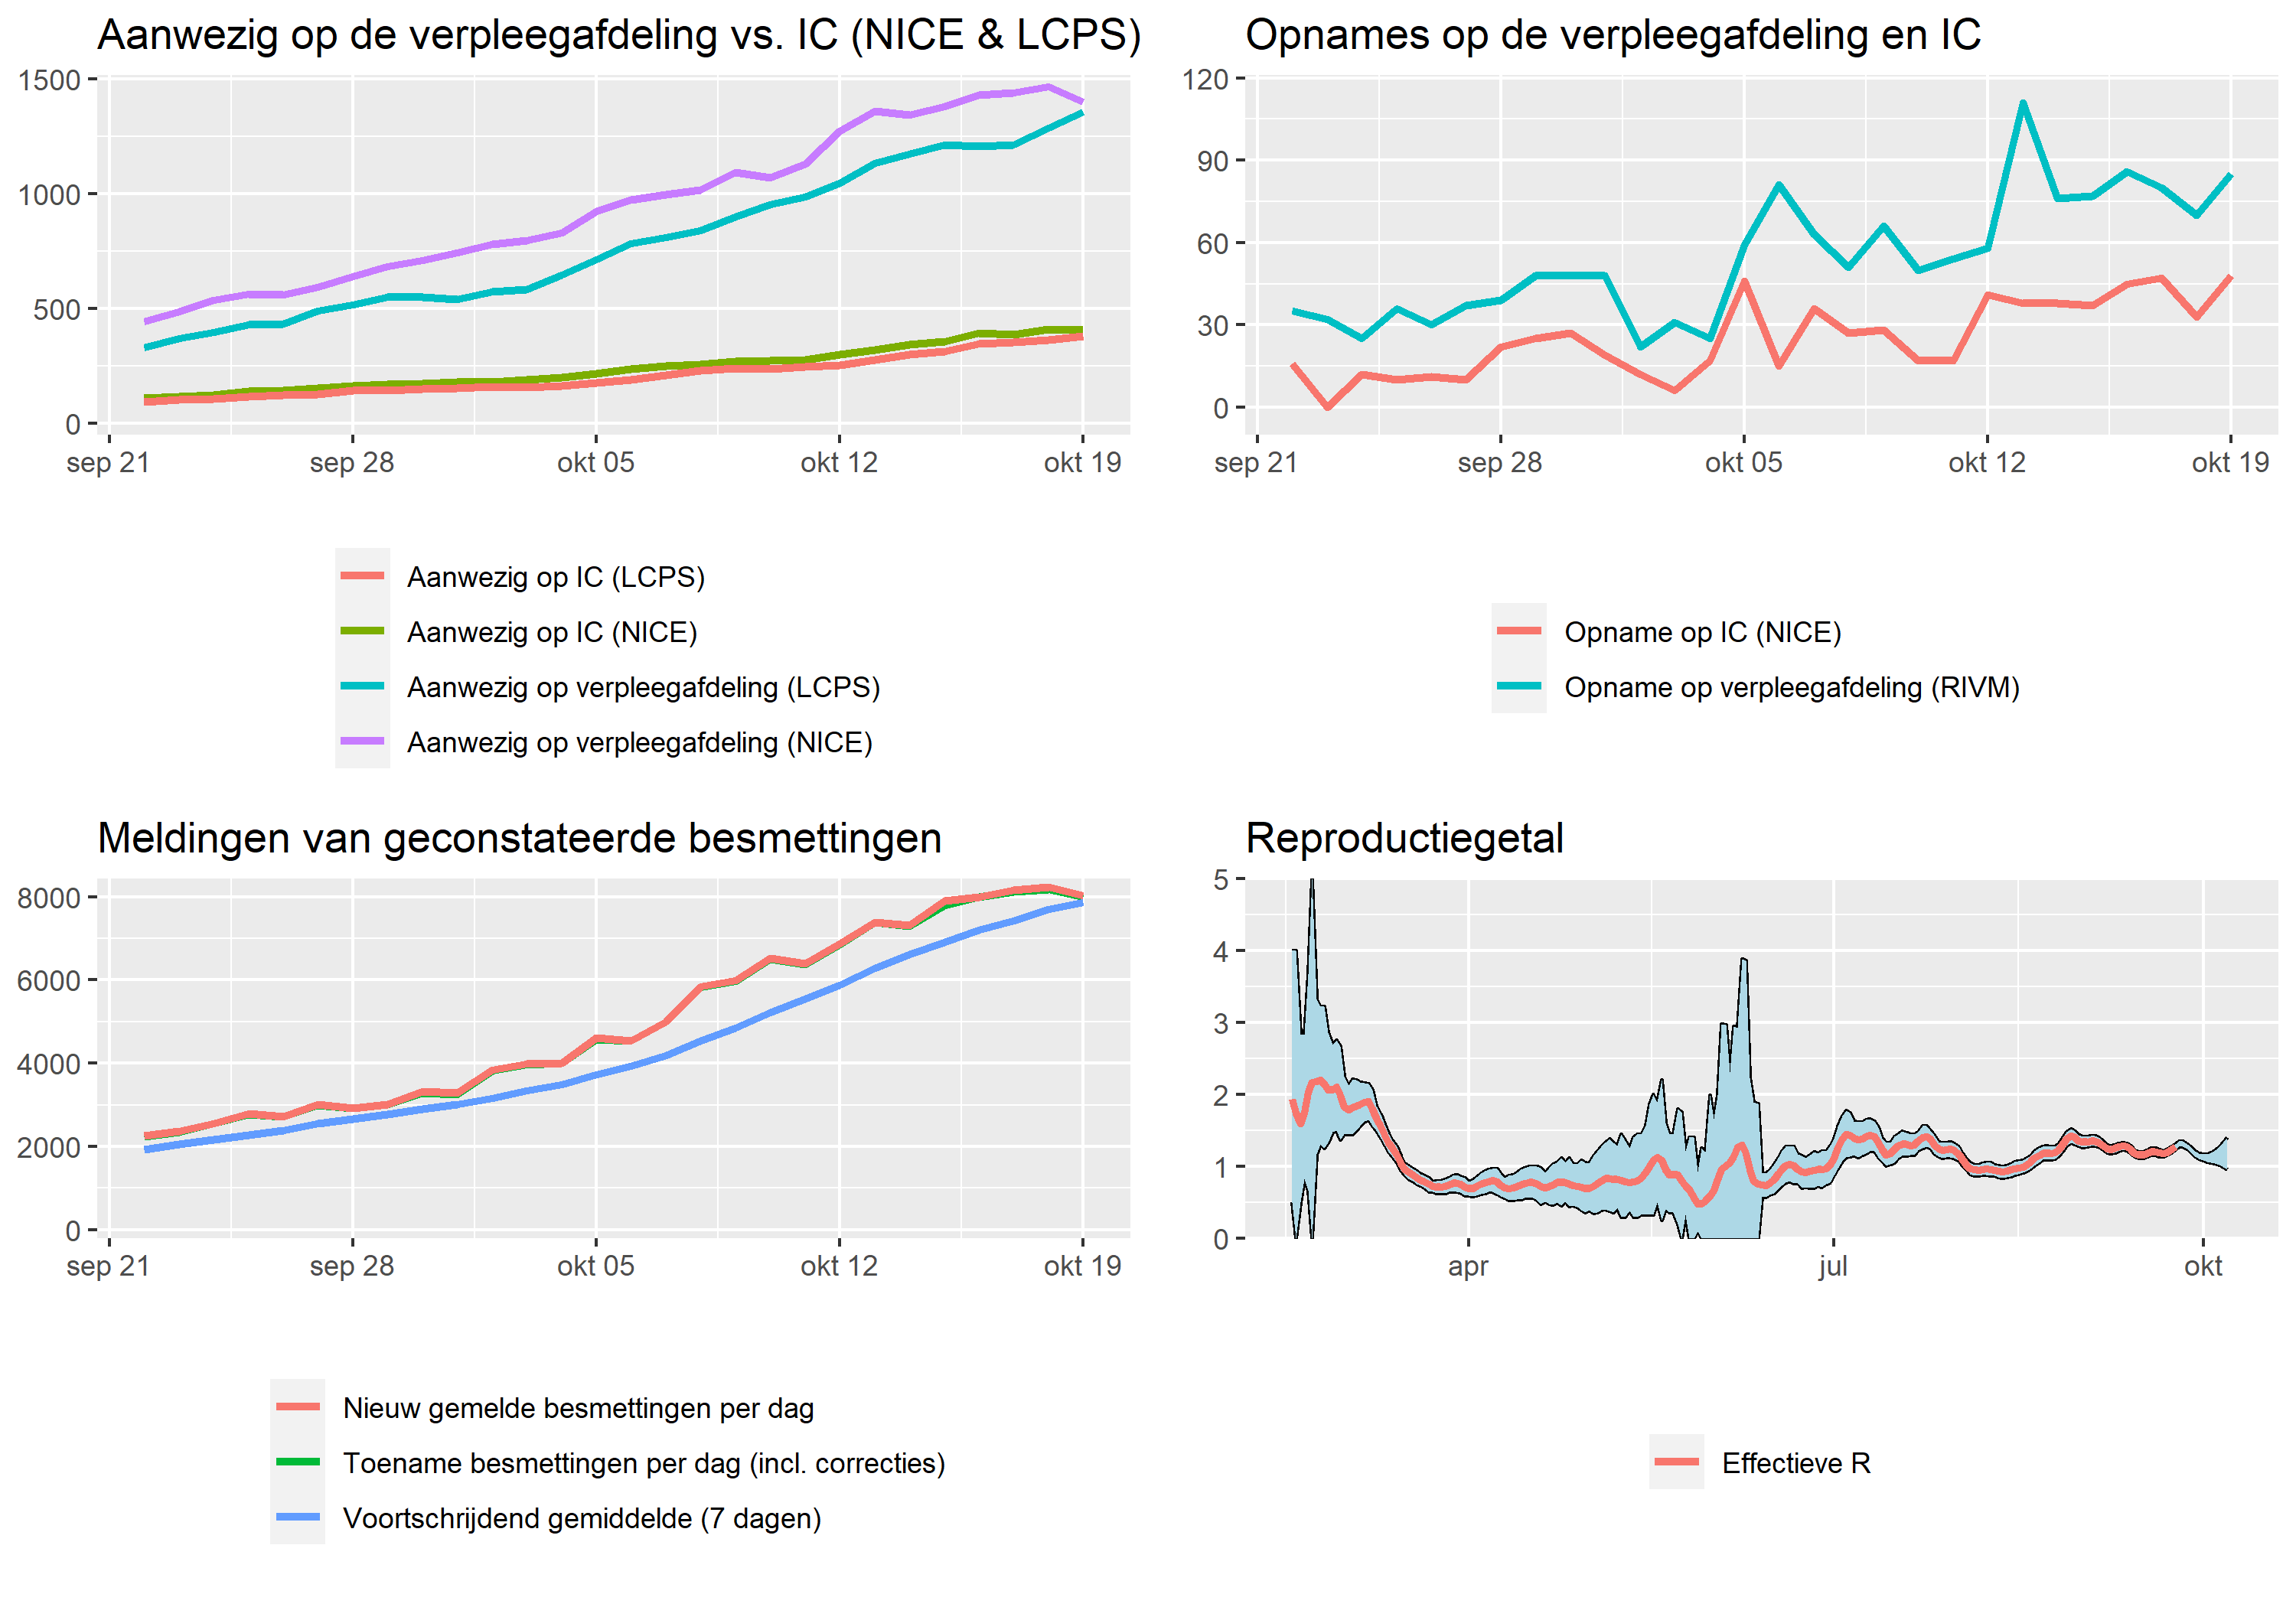 Aanwezig op de verpleegafdeling vs. IC (NICE & LCPS)
1500
1000
500
0
sep 21
sep 28
okt 05
okt 12
okt 19
Aanwezig op IC (LCPS)
Aanwezig op IC (NICE)
Aanwezig op verpleegafdeling (LCPS)
Aanwezig op verpleegafdeling (NICE)
Opnames op de verpleegafdeling en IC
120
90
60
30
0
sep 21
sep 28
okt 05
okt 12
okt 19
Opname op IC (NICE)
Opname op verpleegafdeling (RIVM)
Meldingen van geconstateerde besmettingen
8000
6000
4000
2000
0
sep 21
sep 28
okt 05
okt 12
okt 19
Nieuw gemelde besmettingen per dag
Toename besmettingen per dag (incl. correcties)
Voortschrijdend gemiddelde (7 dagen)
Reproductiegetal
5
4
3
2
1
0
apr
jul
okt
Effectieve R